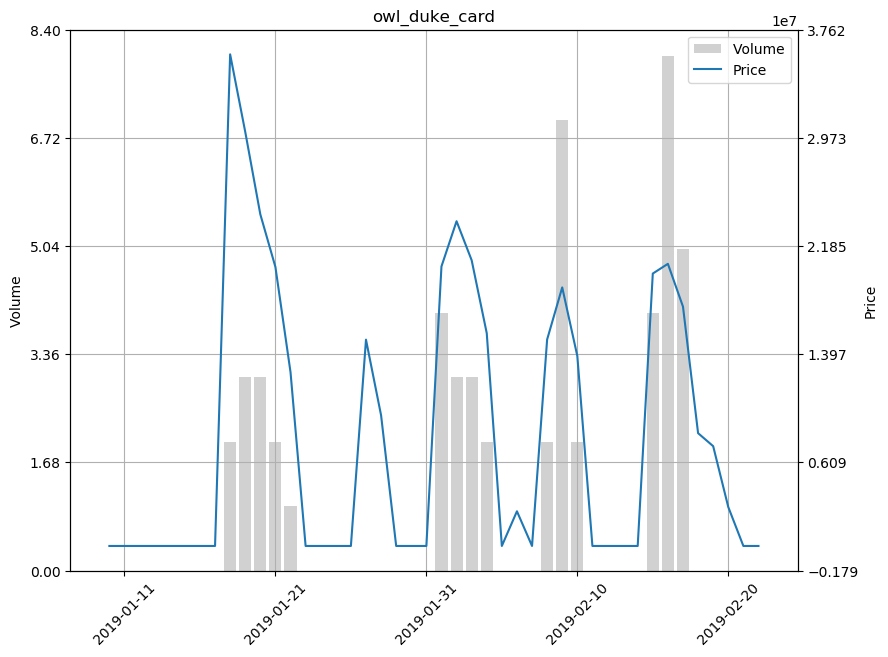 owl_duke_card
1e7
8.40
6.72
5.04
3.36
1.68
0.00
Volume
3.762
2.973
2.185
1.397
0.609
−0.179
Price
Volume
Price
2019-01-11
2019-01-21
2019-01-31
2019-02-10
2019-02-20